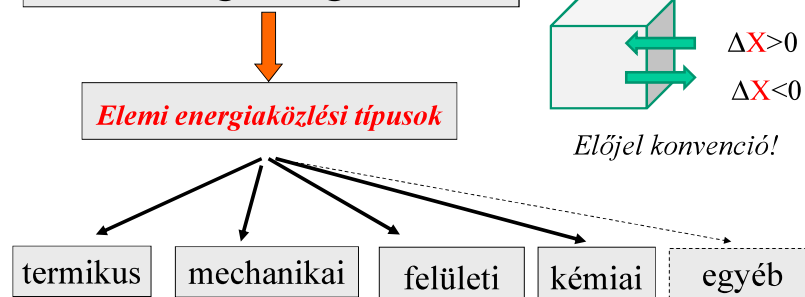 ΔX>0
ΔX<0
Elemi energiaközlési típusok
Előjel konvenció!
termikus
mechanikai
felületi
kémiai
egyéb